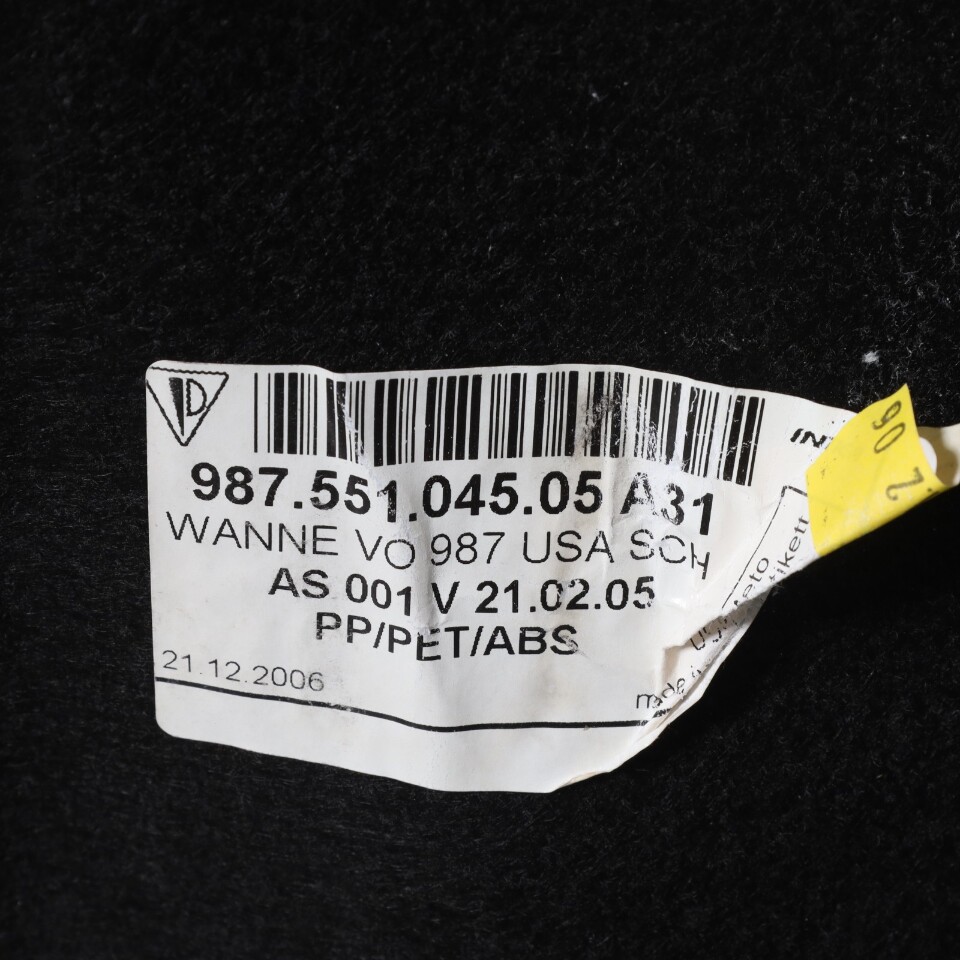 987.551.045.05 A31
WANNE VO 987 USA SCH
AS 001 V 21.02.05
PP/PET/ABS
21.12.2006
made